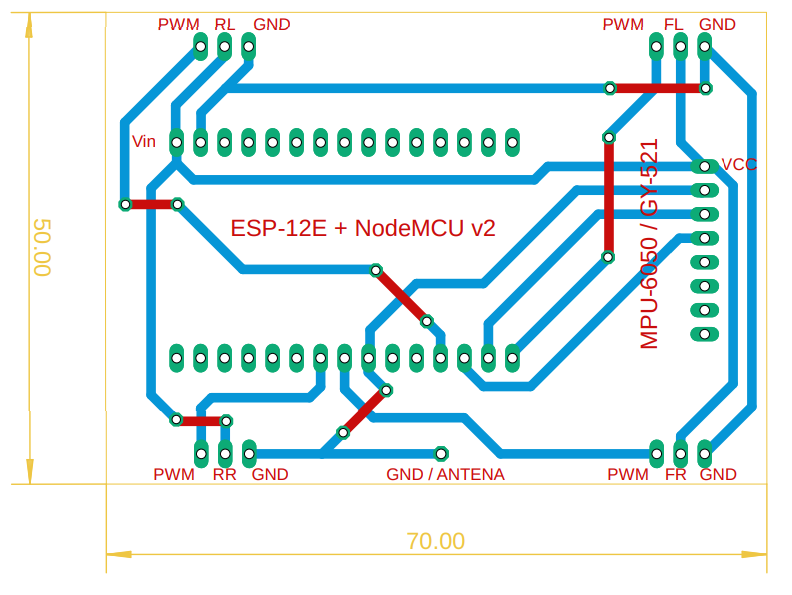 PWM RL GND
PWM FL GND
Vin
VCC
ESP-12E + NodeMCU v2
MPU-6050 / GY-521
50.00
PWM RR GND
GND / ANTENA
PWM FR GND
70.00